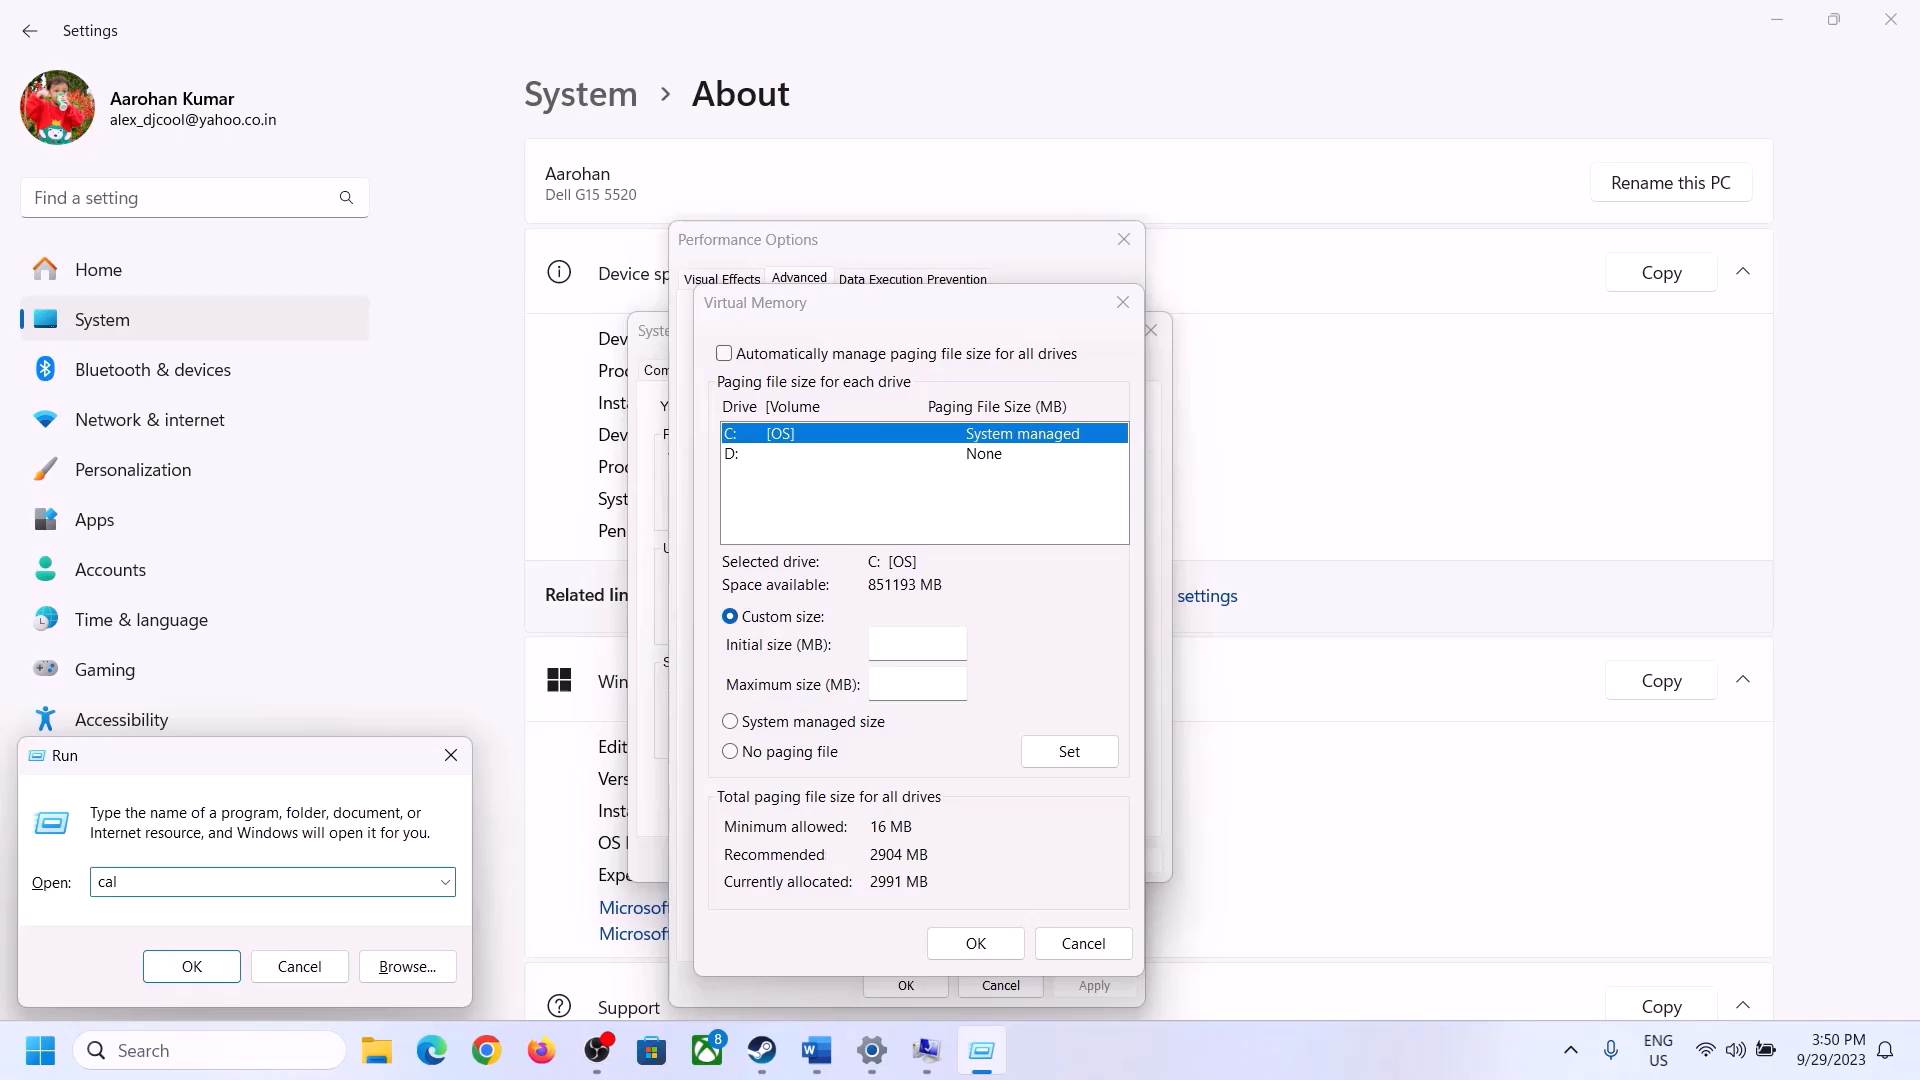 Settings
Aarohan Kumar
alex_djcool@yahoo.co.in
Find a setting
Home
System
Bluetooth & devices
Network & internet
Personalization
Apps
Accounts
Time & language
Gaming
Accessibility
System > About
Aarohan
Dell G15 5520
Rename this PC
Device sp
Copy
Dev
Proc
Insta
Dev
Proc
Syst
Pen
Related lin
settings
Win
Copy
Edit
Vers
Insta
OS
Expe
Microsof
Microsof
Support
Copy
Syste
Com
Performance Options
Visual Effects
Advanced
Data Execution Prevention
OK
Cancel
Apply
Virtual Memory
Automatically manage paging file size for all drives
Paging file size for each drive
Drive [Volume Paging File Size (MB)
C: [OS] System managed
D: None
Selected drive: C: [OS]
Space available: 851193 MB
Custom size:
Initial size (MB):
Maximum size (MB):
System managed size
No paging file
Set
Total paging file size for all drives
Minimum allowed: 16 MB
Recommended 2904 MB
Currently allocated: 2991 MB
OK
Cancel
Run
Type the name of a program, folder, document, or
Internet resource, and Windows will open it for you.
Open: cal
OK
Cancel
Browse...
Search
8
ENG
US
3:50 PM
9/29/2023